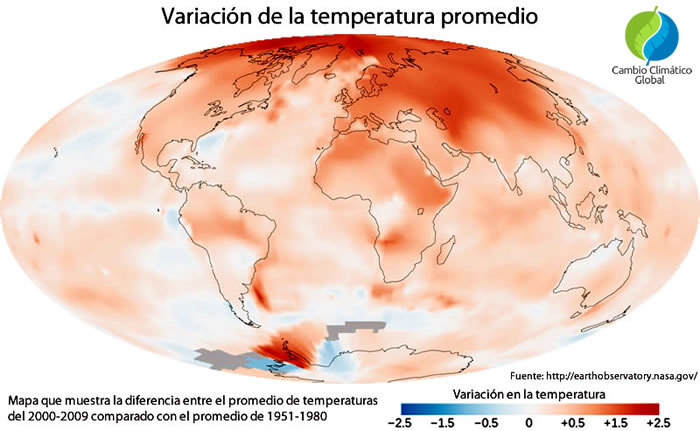 Variación de la temperatura promedio
Cambio Climático
Global
Fuente: http://earthobservatory.nasa.gov/
Mapa que muestra la diferencia entre el promedio de temperaturas
del 2000-2009 comparado con el promedio de 1951-1980
Variación en la temperatura
−2.5 −1.5 −0.5 0 +0.5 +1.5 +2.5